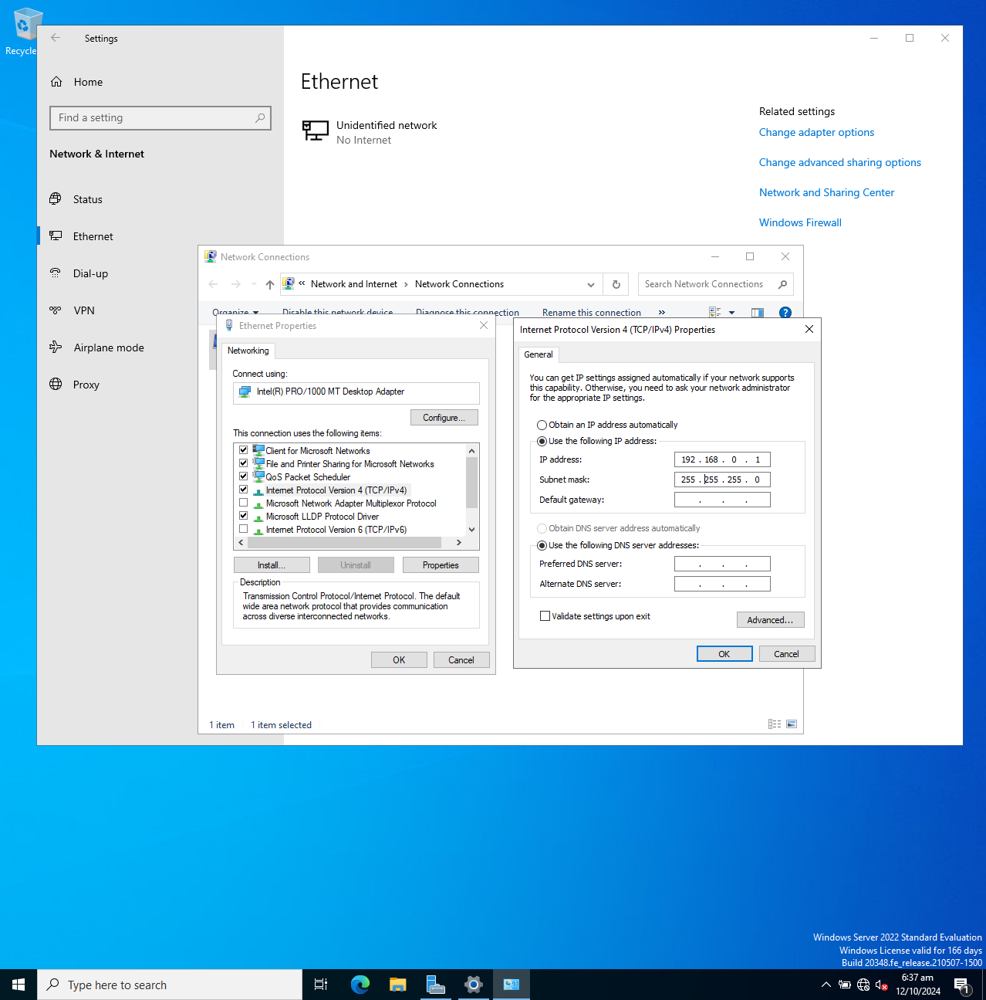 Recycle
Settings
Home
Find a setting
Network & Internet
Status
Ethernet
Dial-up
VPN
Airplane mode
Proxy
Ethernet
Unidentified network
No Internet
Related settings
Change adapter options
Change advanced sharing options
Network and Sharing Center
Windows Firewall
Network Connections
« Network and Internet › Network Connections
Search Network Connections
Organize
Disable this network device
Diagnose this connection
Rename this connection
»
Ethernet Properties
Networking
Connect using:
Intel(R) PRO/1000 MT Desktop Adapter
Configure...
This connection uses the following items:
Client for Microsoft Networks
File and Printer Sharing for Microsoft Networks
QoS Packet Scheduler
Internet Protocol Version 4 (TCP/IPv4)
Microsoft Network Adapter Multiplexor Protocol
Microsoft LLDP Protocol Driver
Internet Protocol Version 6 (TCP/IPv6)
Install...
Uninstall
Properties
Description
Transmission Control Protocol/Internet Protocol. The default
wide area network protocol that provides communication
across diverse interconnected networks.
OK
Cancel
Internet Protocol Version 4 (TCP/IPv4) Properties
General
You can get IP settings assigned automatically if your network supports
this capability. Otherwise, you need to ask your network administrator
for the appropriate IP settings.
Obtain an IP address automatically
Use the following IP address:
IP address: 192 . 168 . 0 . 1
Subnet mask: 255 . 255 . 255 . 0
Default gateway: . . .
Obtain DNS server address automatically
Use the following DNS server addresses:
Preferred DNS server: . . .
Alternate DNS server: . . .
Validate settings upon exit
Advanced...
OK
Cancel
1 item
1 item selected
Windows Server 2022 Standard Evaluation
Windows License valid for 166 days
Build 20348.fe_release.210507-1500
Type here to search
6:37 am
12/10/2024
1